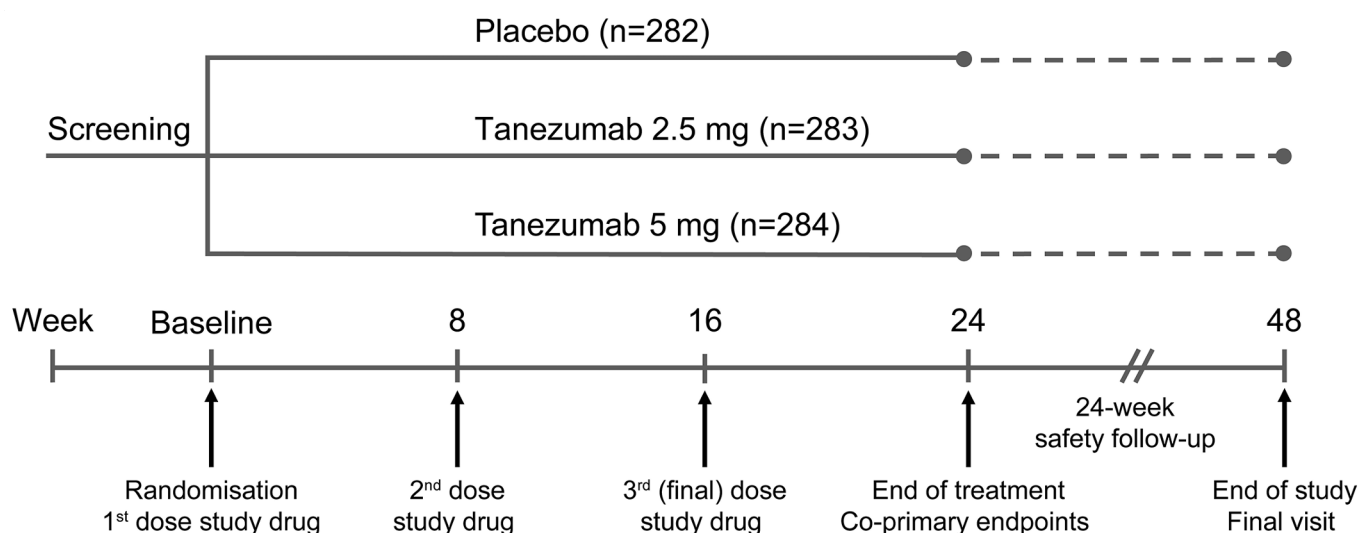 Placebo (n=282)
Screening
Tanezumab 2.5 mg (n=283)
Tanezumab 5 mg (n=284)
Week
Baseline
8
16
24
48
24-week
safety follow-up
Randomisation
1st dose study drug
2nd dose
study drug
3rd (final) dose
study drug
End of treatment
Co-primary endpoints
End of study
Final visit